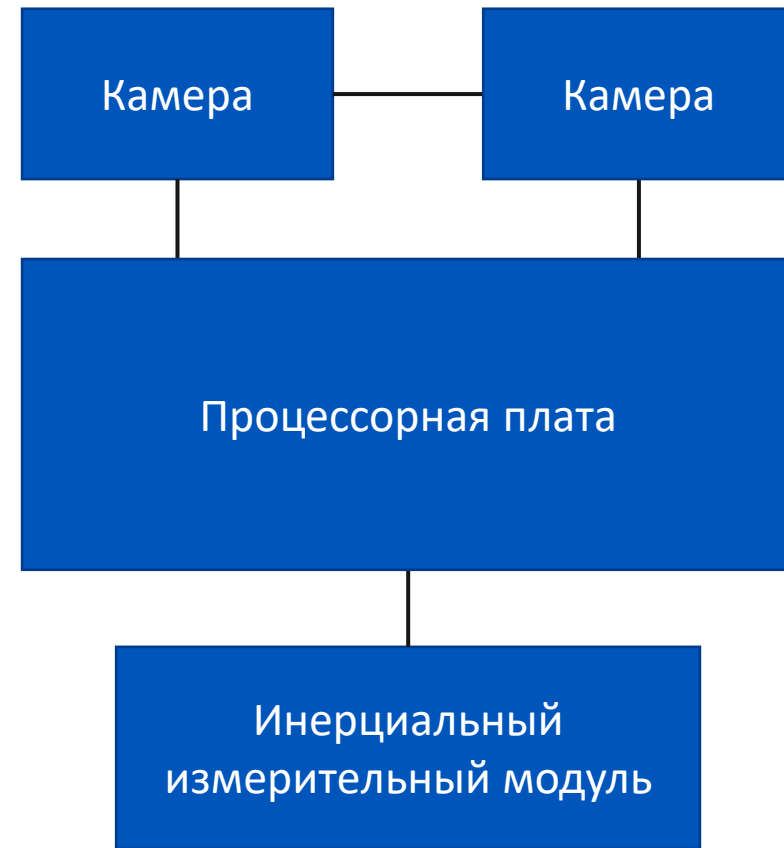 Камера
Камера
Процессорная плата
Инерциальный
измерительный модуль